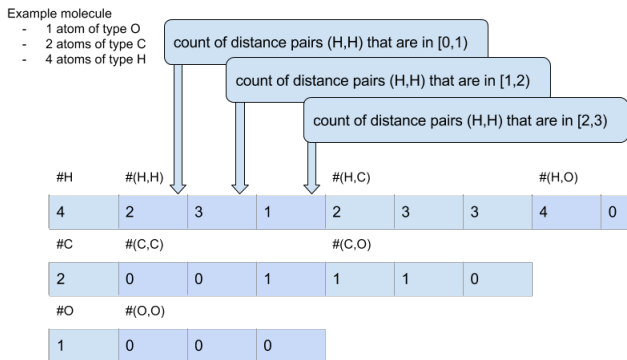 Example molecule
- 1 atom of type O
- 2 atoms of type C
- 4 atoms of type H
count of distance pairs (H,H) that are in [0,1)
count of distance pairs (H,H) that are in [1,2)
count of distance pairs (H,H) that are in [2,3)
#H #(H,H) #(H,C) #(H,O)
4 2 3 1 2 3 3 4 0
#C #(C,C) #(C,O)
2 0 0 1 1 1 0
#O #(O,O)
1 0 0 0